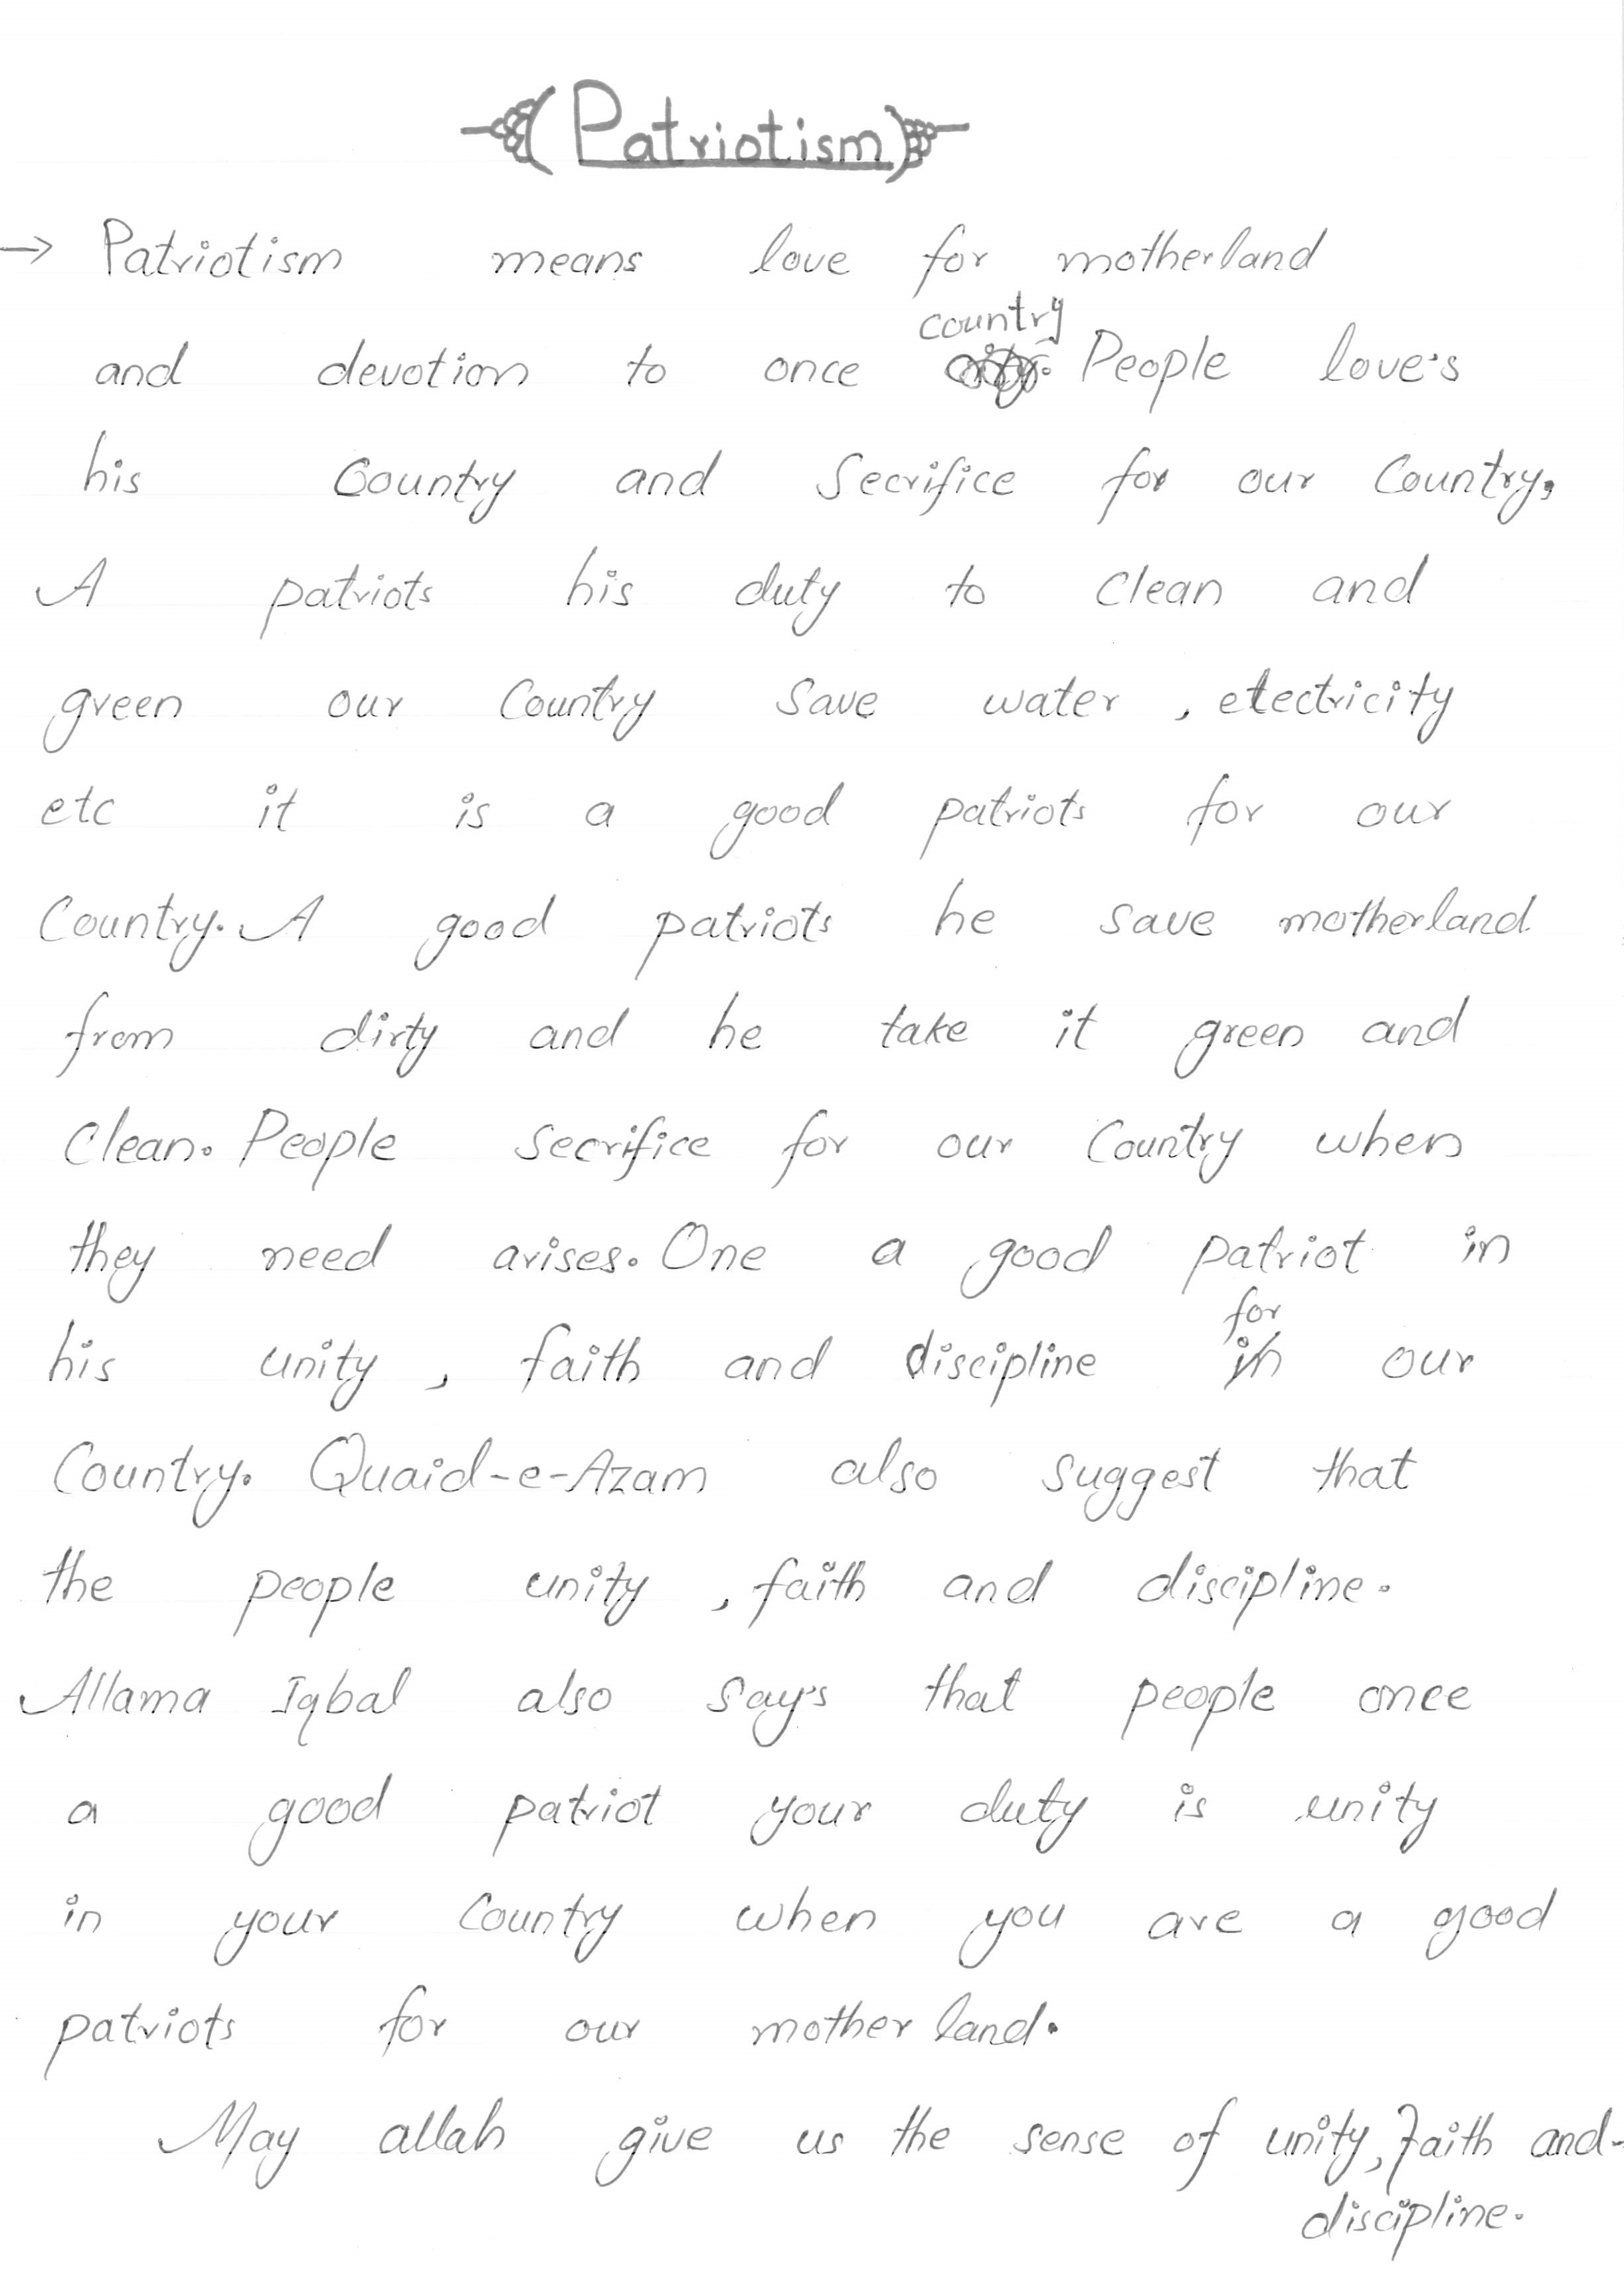 (Patriotism)
→ Patriotism means love for motherland
and devotion to once country People love's
his Country and Secrifice for our Country.
A patriots his duty to clean and
green our Country Save water , electricity
etc it is a good patriots for our
Country. A good patriots he save motherland
from dirty and he take it green and
Clean. People secrifice for our Country when
they need arises. One a good patriot in
his unity , faith and discipline for our
Country. Quaid-e-Azam also suggest that
the people unity , faith and discipline.
Allama Iqbal also say's that people once
a good patriot your duty is unity
in your Country when you are a good
patriots for our mother land.
May allah give us the sense of unity, faith and-
discipline.